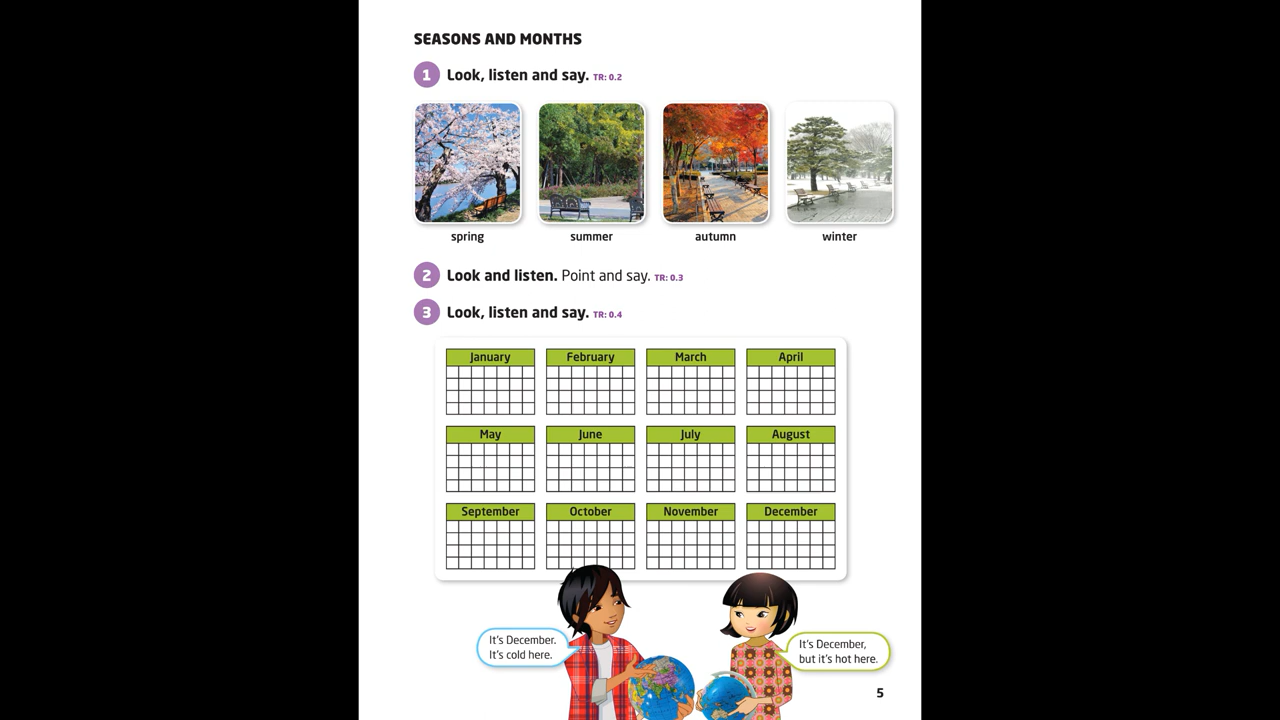 SEASONS AND MONTHS
1 Look, listen and say. TR: 0.2
spring summer autumn winter
2 Look and listen. Point and say. TR: 0.3
3 Look, listen and say. TR: 0.4
January February March April
May June July August
September October November December
It's December.
It's cold here.
It's December,
but it's hot here.
5